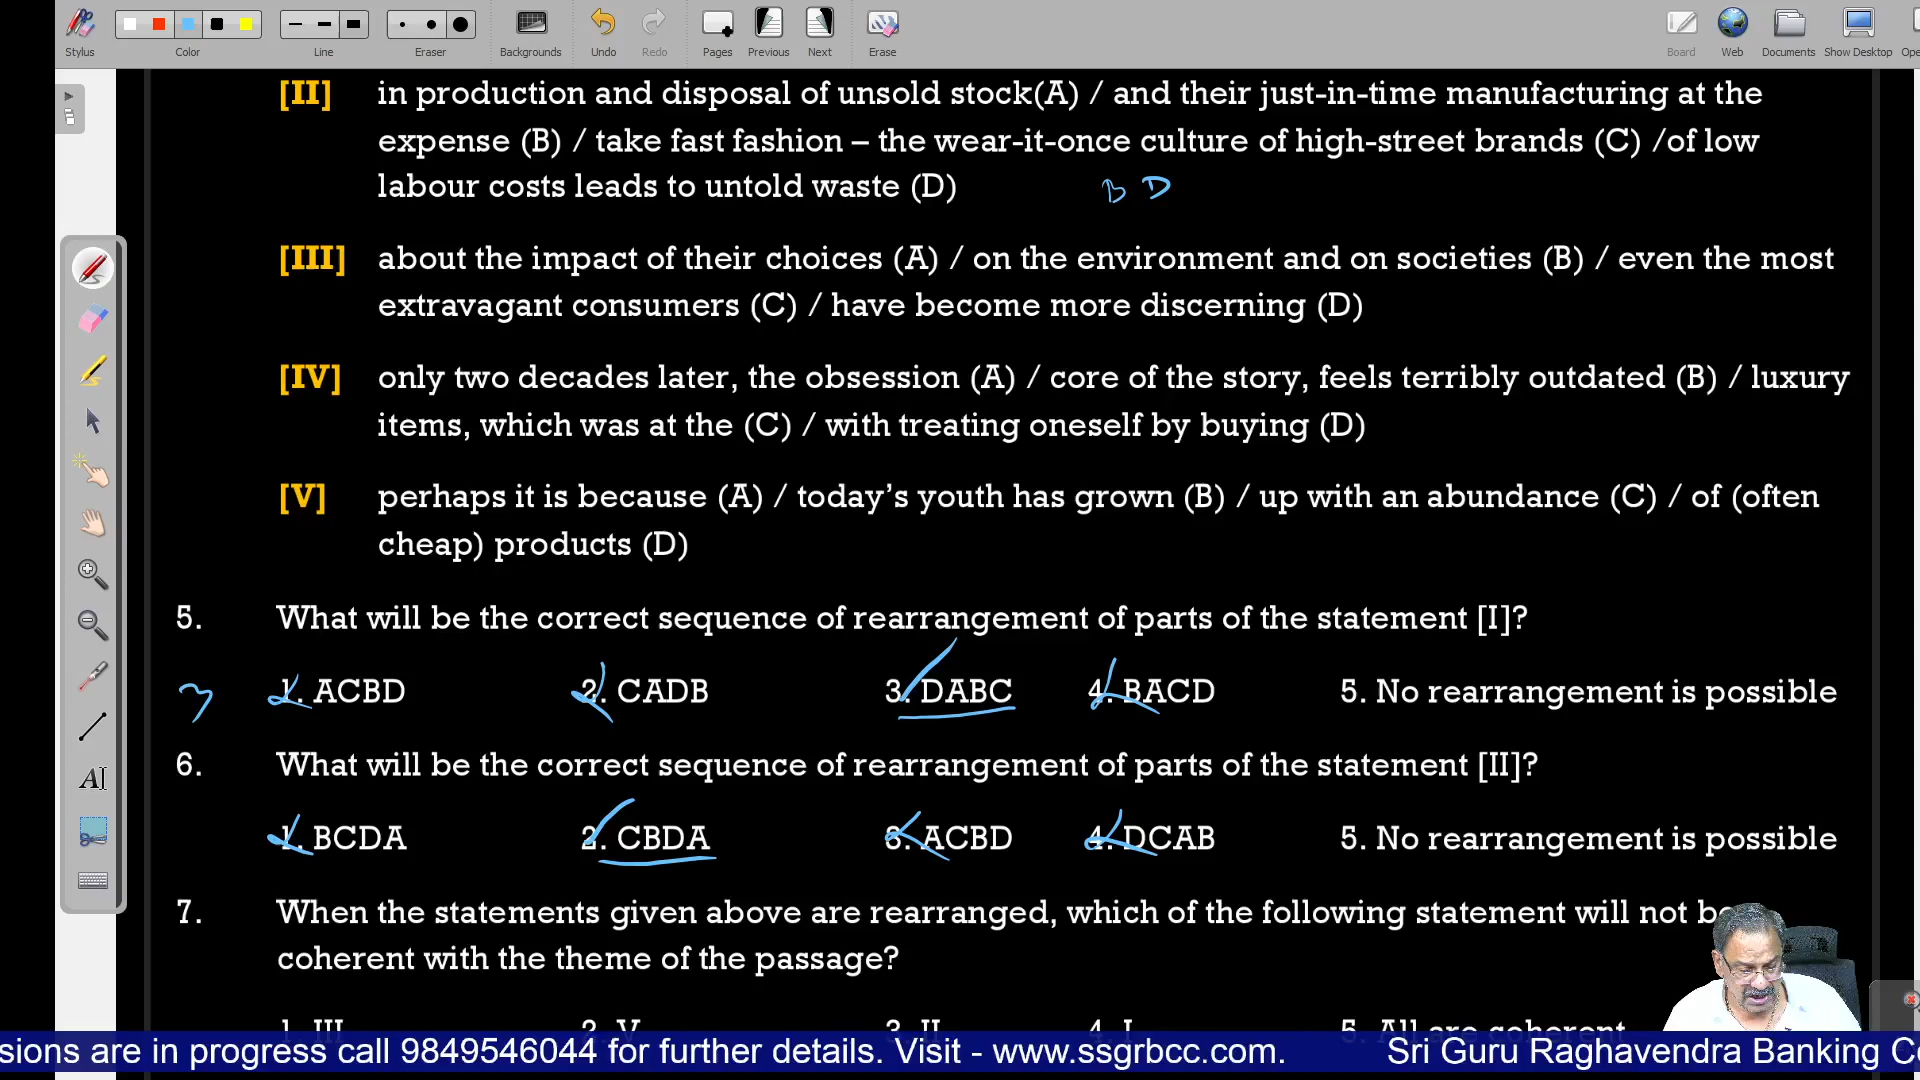 Stylus Color Line Eraser Backgrounds Undo Redo Pages Previous Next Erase Board Web Documents Show Desktop
[II] in production and disposal of unsold stock(A) / and their just-in-time manufacturing at the
expense (B) / take fast fashion – the wear-it-once culture of high-street brands (C) /of low
labour costs leads to untold waste (D) B D
[III] about the impact of their choices (A) / on the environment and on societies (B) / even the most
extravagant consumers (C) / have become more discerning (D)
[IV] only two decades later, the obsession (A) / core of the story, feels terribly outdated (B) / luxury
items, which was at the (C) / with treating oneself by buying (D)
[V] perhaps it is because (A) / today's youth has grown (B) / up with an abundance (C) / of (often
cheap) products (D)
5. What will be the correct sequence of rearrangement of parts of the statement [I]?
3 1. ACBD 2. CADB 3. DABC 4. BACD 5. No rearrangement is possible
6. What will be the correct sequence of rearrangement of parts of the statement [II]?
1. BCDA 2. CBDA 3. ACBD 4. DCAB 5. No rearrangement is possible
7. When the statements given above are rearranged, which of the following statement will not be
coherent with the theme of the passage?
1. III 2. V 3. II 4. I 5. All are coherent
sions are in progress call 9849546044 for further details. Visit - www.ssgrbcc.com. Sri Guru Raghavendra Banking